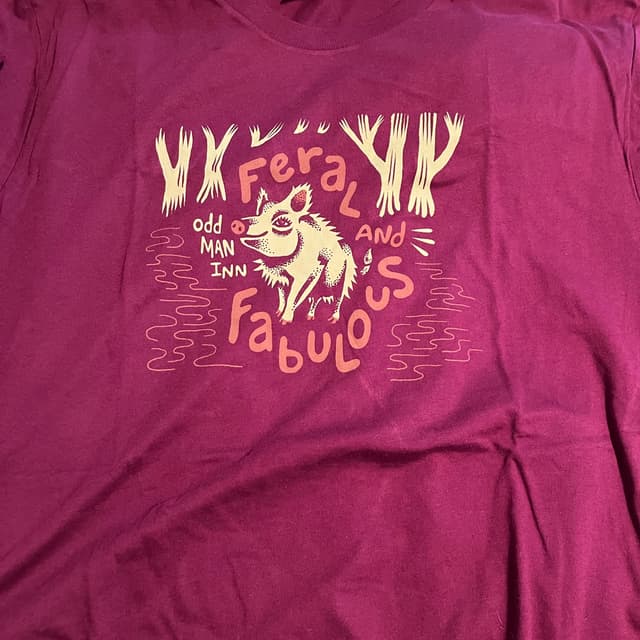 Feral
Odd
MAN
INN
AND
FabULOUS